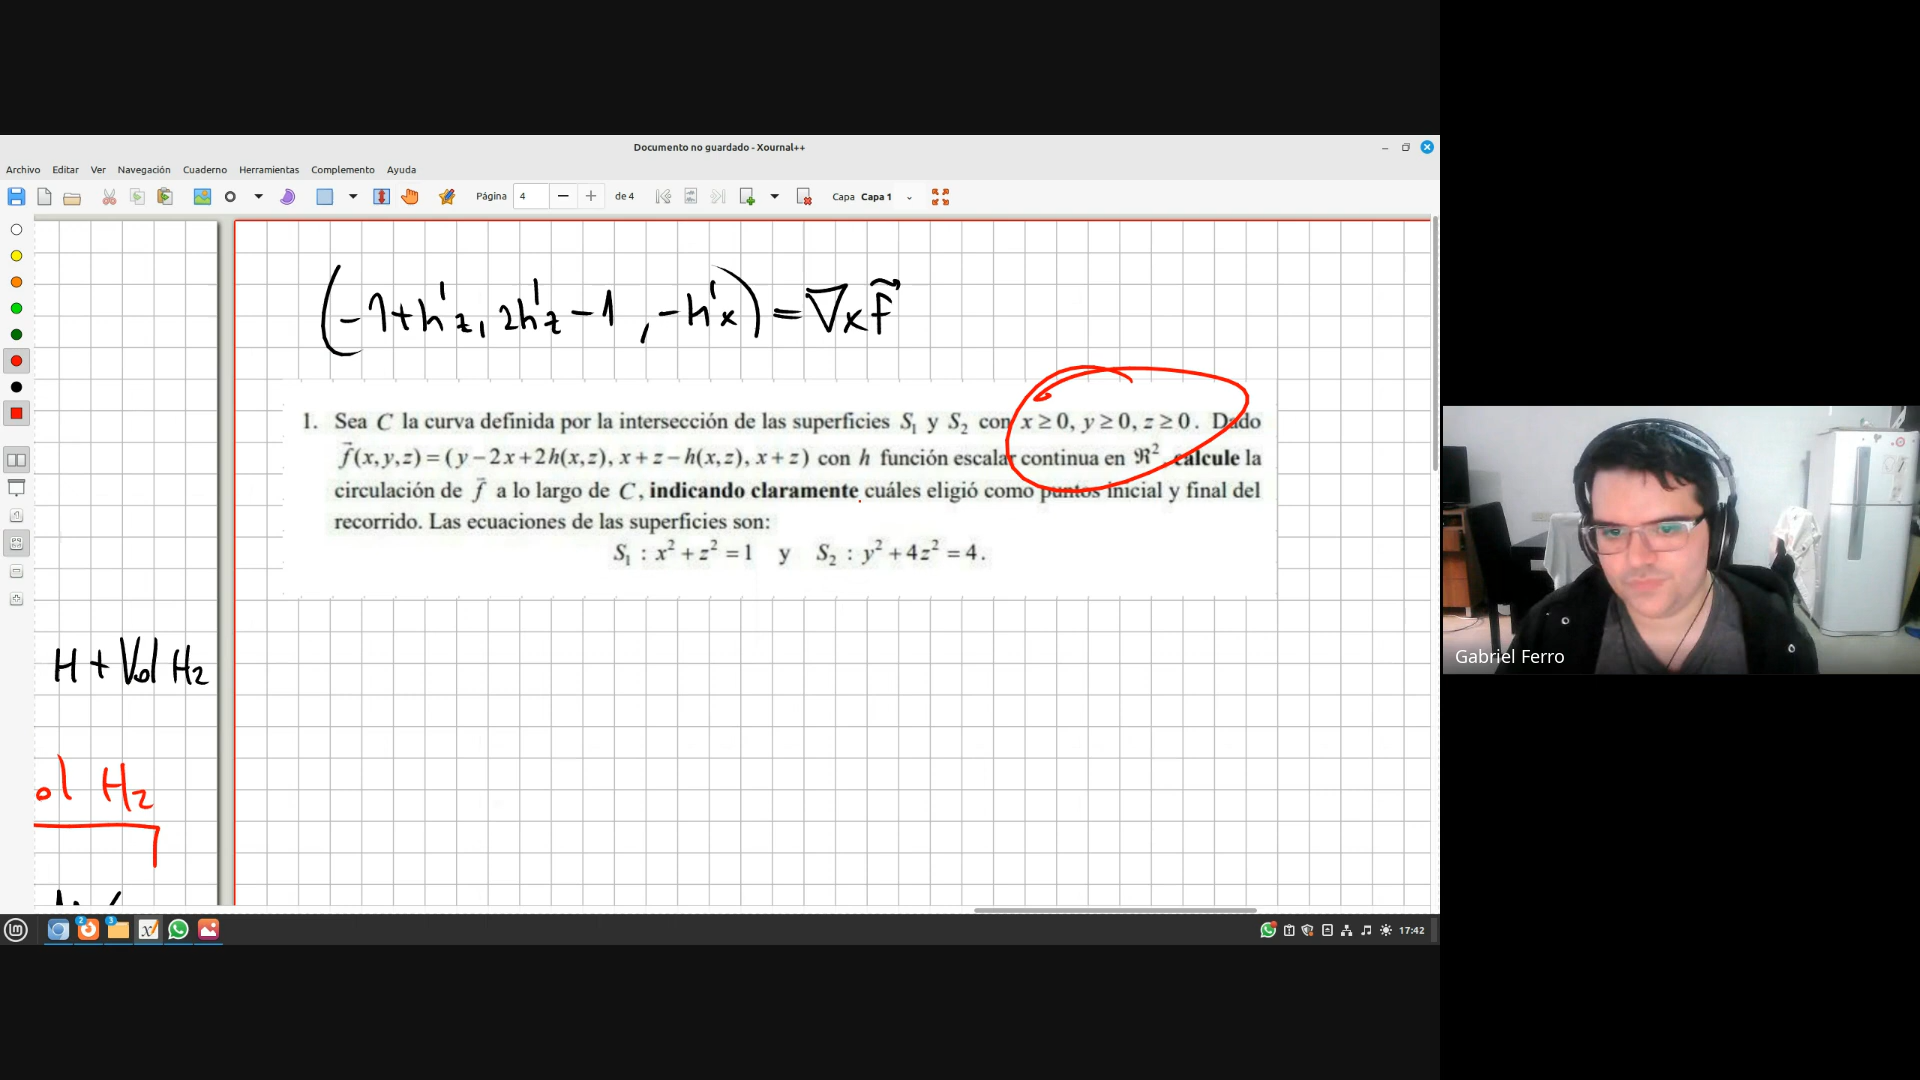 Documento no guardado - Xournal++
Archivo Editar Ver Navegación Cuaderno Herramientas Complemento Ayuda
Página 4 de 4 Capa Capa 1
(-1+h'z, 2h'z-1, -h'x) = ∇x f⃗
1. Sea C la curva definida por la intersección de las superficies S₁ y S₂ con x ≥ 0, y ≥ 0, z ≥ 0. Dado
f⃗(x,y,z) = (y−2x+2h(x,z), x+z−h(x,z), x+z) con h función escalar continua en ℜ², calcule la
circulación de f⃗ a lo largo de C, indicando claramente cuáles eligió como puntos inicial y final del
recorrido. Las ecuaciones de las superficies son:
S₁ : x² + z² = 1 y S₂ : y² + 4z² = 4.
H + Vol H₂
ol H₂
Gabriel Ferro
17:42